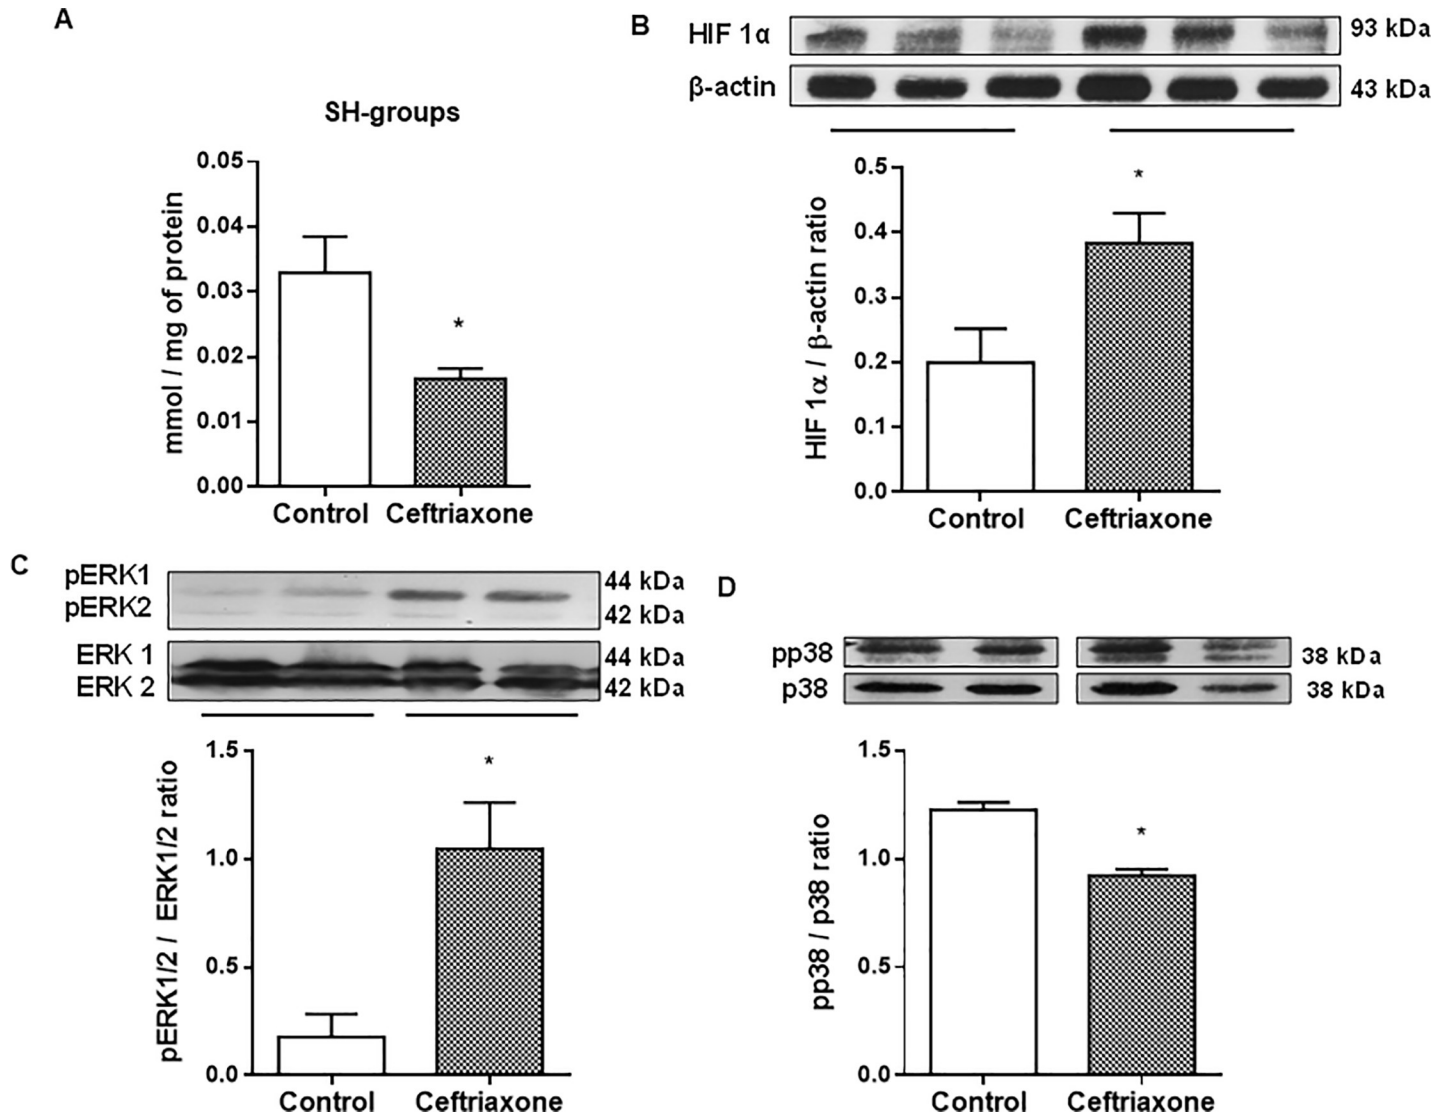 A
SH-groups
mmol / mg of protein
0.05
0.04
0.03
0.02
0.01
0.00
*
Control Ceftriaxone
B
HIF 1α 93 kDa
β-actin 43 kDa
HIF 1α / β-actin ratio
0.5
0.4
0.3
0.2
0.1
0.0
*
Control Ceftriaxone
C
pERK1 44 kDa
pERK2 42 kDa
ERK 1 44 kDa
ERK 2 42 kDa
pERK1/2 / ERK1/2 ratio
1.5
1.0
0.5
0.0
*
Control Ceftriaxone
D
pp38 38 kDa
p38 38 kDa
pp38 / p38 ratio
1.5
1.0
0.5
0.0
*
Control Ceftriaxone